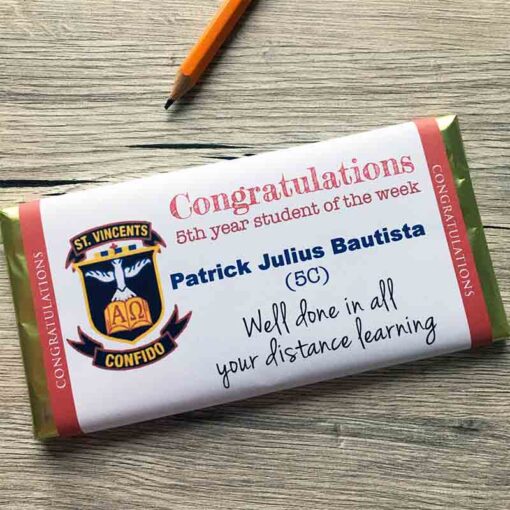 CONGRATULATIONS
ST. VINCENTS
ΑΩ
CONFIDO
Congratulations
5th year student of the week
Patrick Julius Bautista
(5C)
Well done in all
your distance learning
CONGRATULATIONS